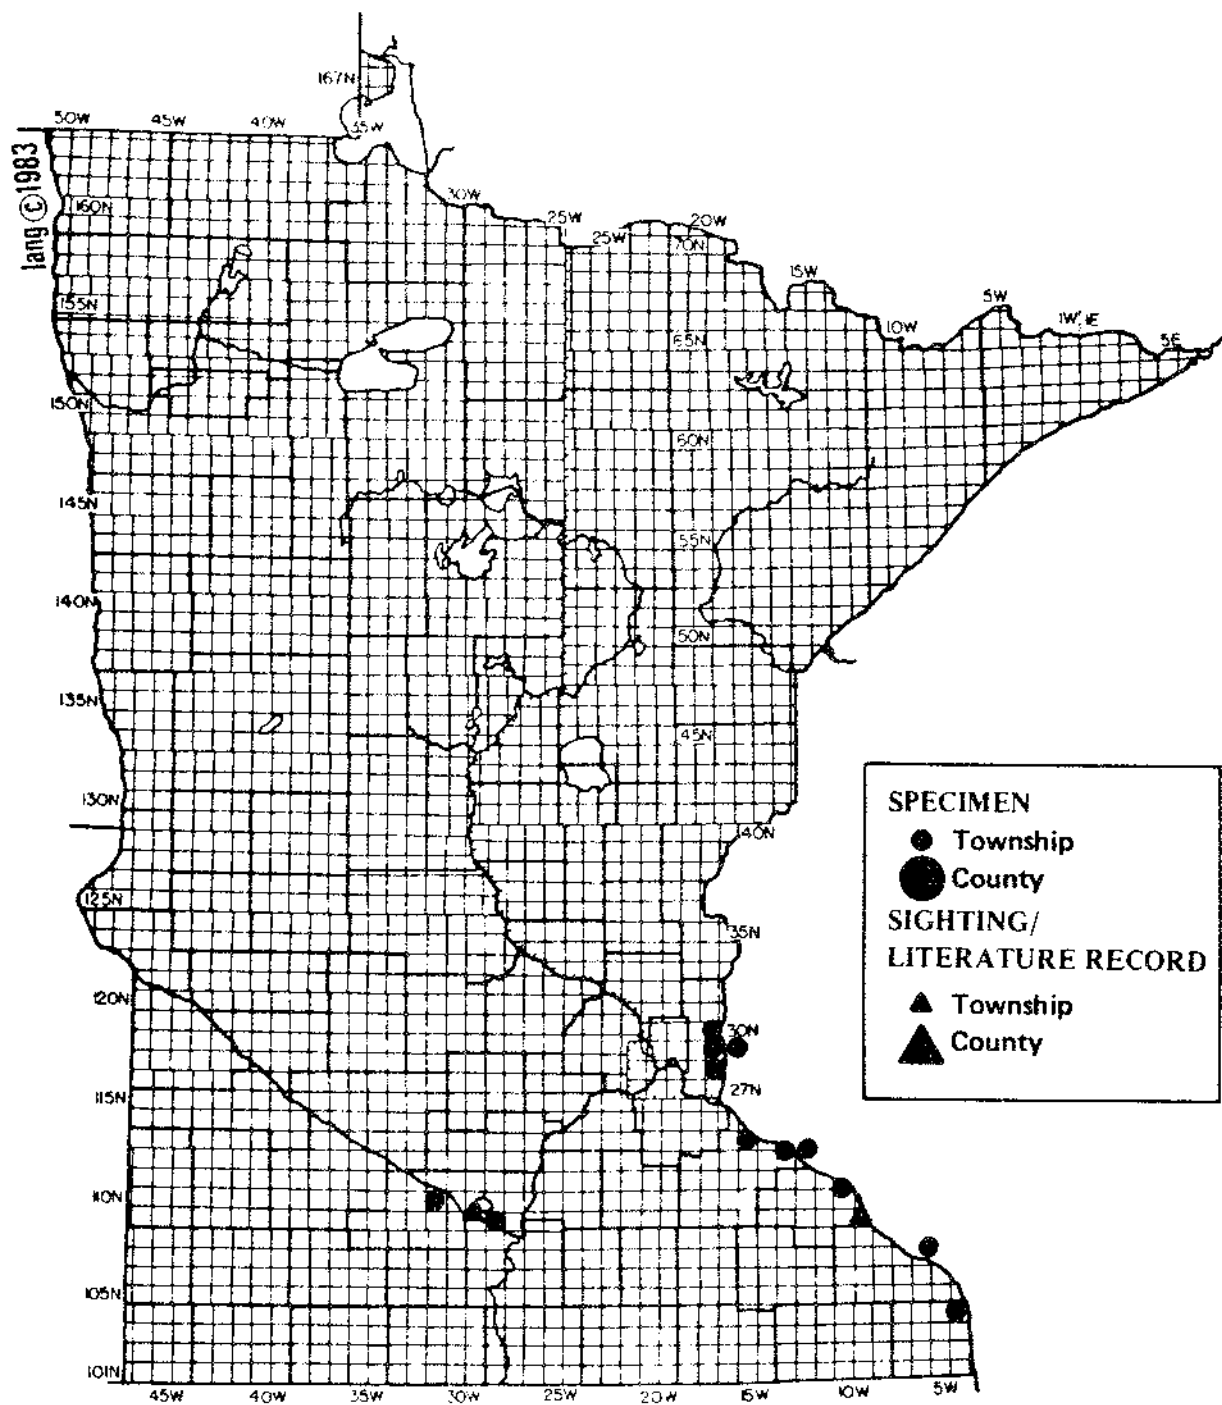 167N
50W 45W 40W 35W
lang ©1983
160N
30W
25W 20W
25W
70N
15W
155N
5W
1W 1E
10W
65N
5E
150N
60N
145N
55N
140N
50N
135N
45N
130N
40N
SPECIMEN
Township
County
SIGHTING/
LITERATURE RECORD
Township
County
125N
35N
120N
30N
115N
27N
110N
105N
101N
45W 40W 35W 30W 25W 20W 15W 10W 5W